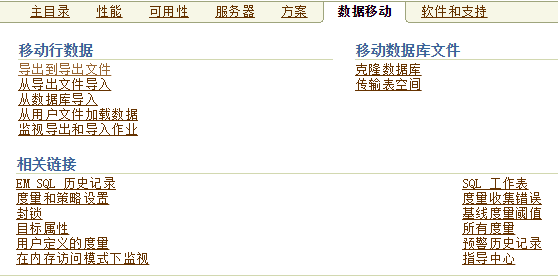 主目录 性能 可用性 服务器 方案 数据移动 软件和支持
移动行数据 移动数据库文件
导出到导出文件 克隆数据库
从导出文件导入 传输表空间
从数据库导入
从用户文件加载数据
监视导出和导入作业
相关链接
EM SQL 历史记录 SQL 工作表
度量和策略设置 度量收集错误
封锁 基线度量阈值
目标属性 所有度量
用户定义的度量 预警历史记录
在内存访问模式下监视 指导中心